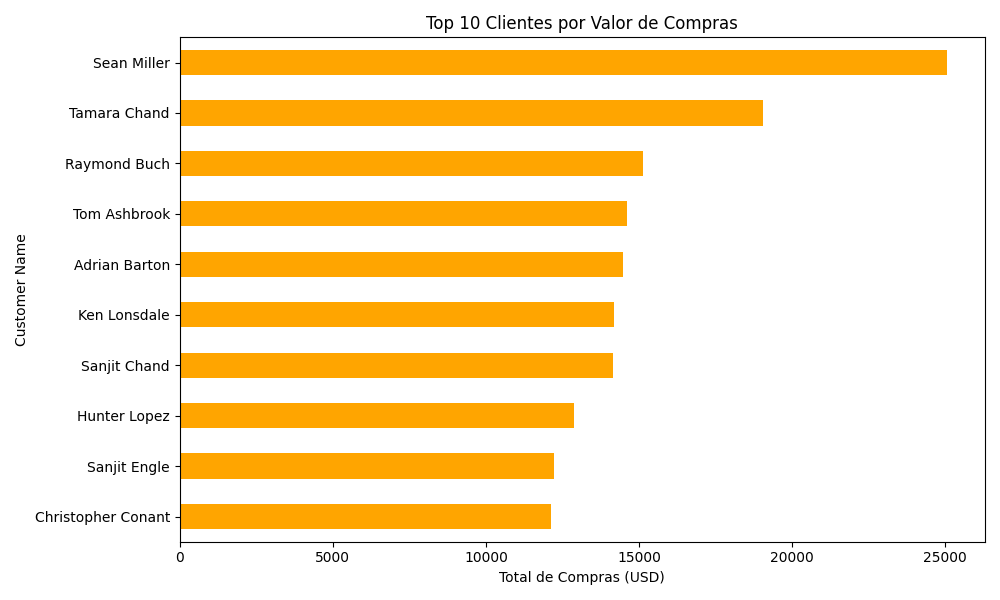 Top 10 Clientes por Valor de Compras
Customer Name
Sean Miller
Tamara Chand
Raymond Buch
Tom Ashbrook
Adrian Barton
Ken Lonsdale
Sanjit Chand
Hunter Lopez
Sanjit Engle
Christopher Conant
0 5000 10000 15000 20000 25000
Total de Compras (USD)